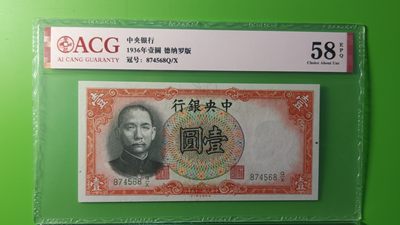 ACG
AI CANG GUARANTY
中央银行
1936年壹圆 德纳罗版
冠号：874568Q/X
58
EPQ
Choice About Unc
壹
行銀央中
圓壹
874568 Q/X
874568 Q/X
壹
壹